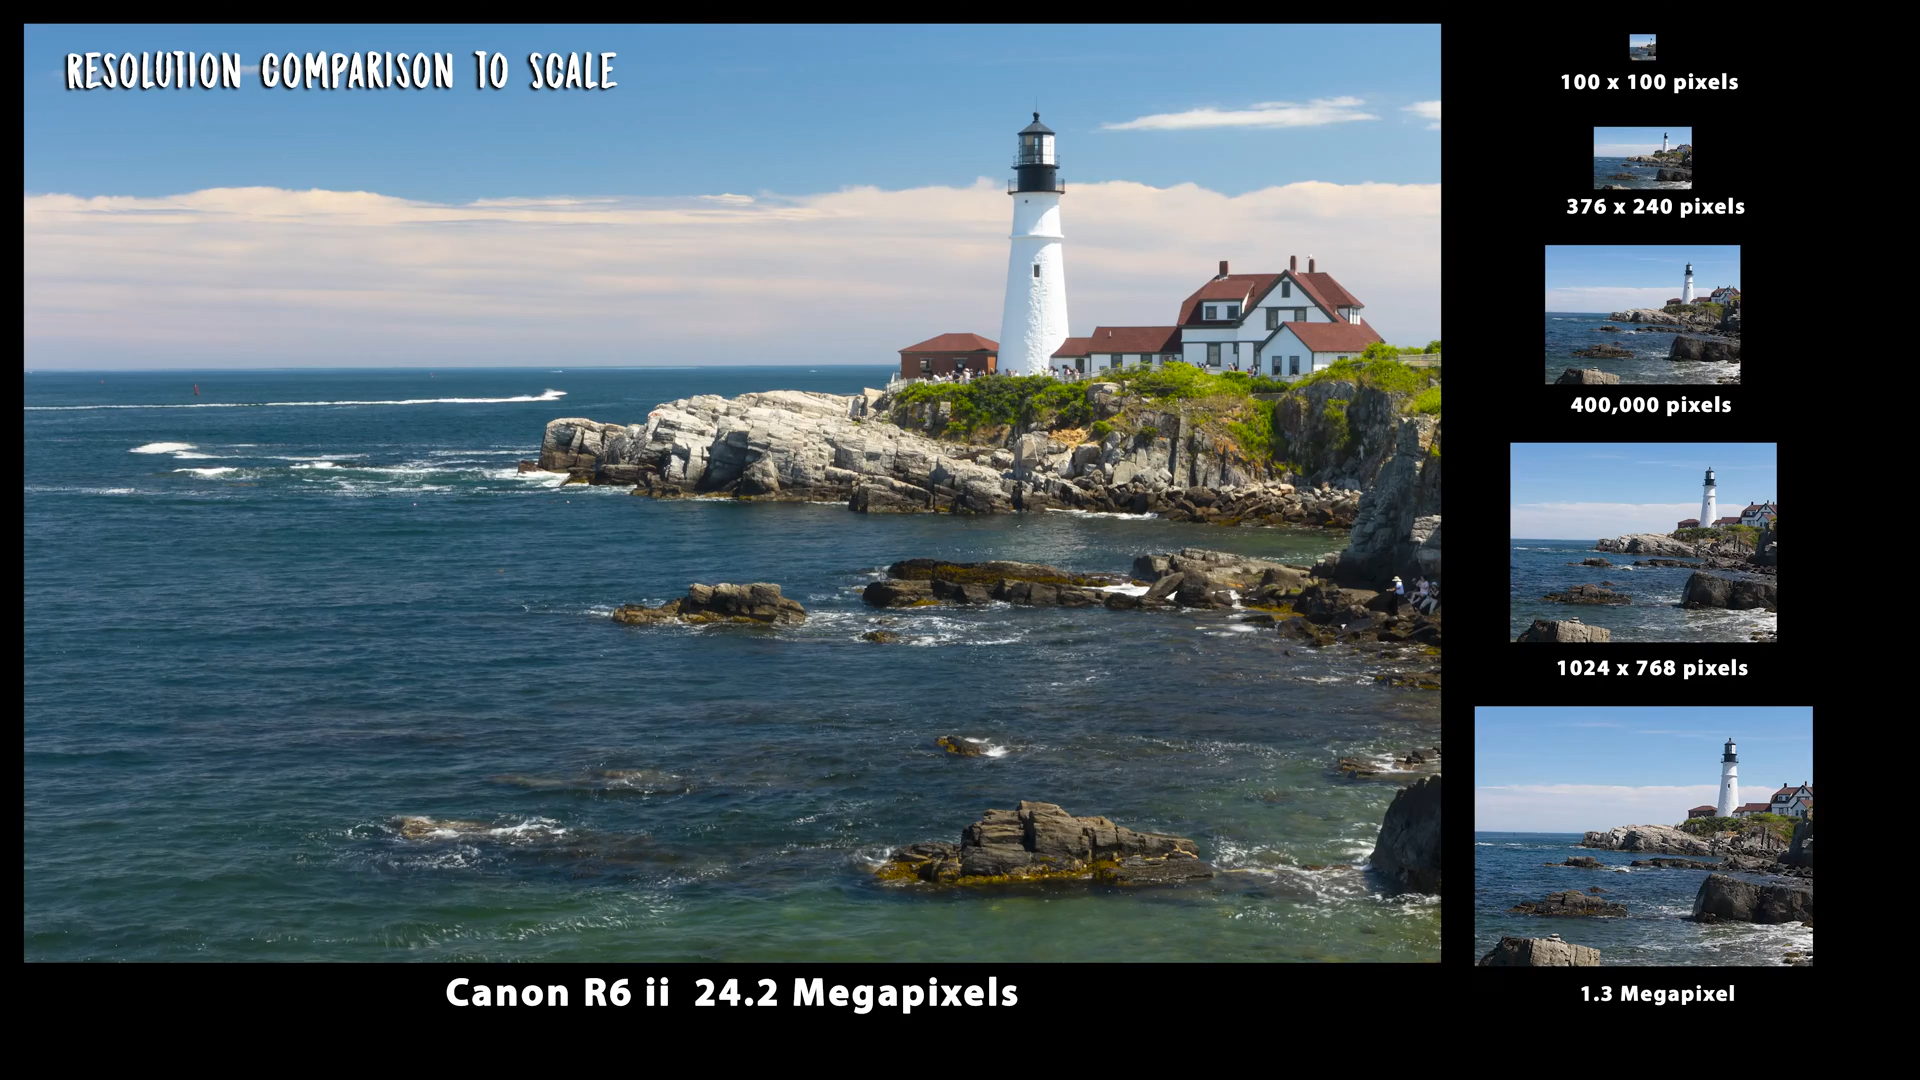 RESOLUTION COMPARISON TO SCALE
100 x 100 pixels
376 x 240 pixels
400,000 pixels
1024 x 768 pixels
1.3 Megapixel
Canon R6 ii 24.2 Megapixels